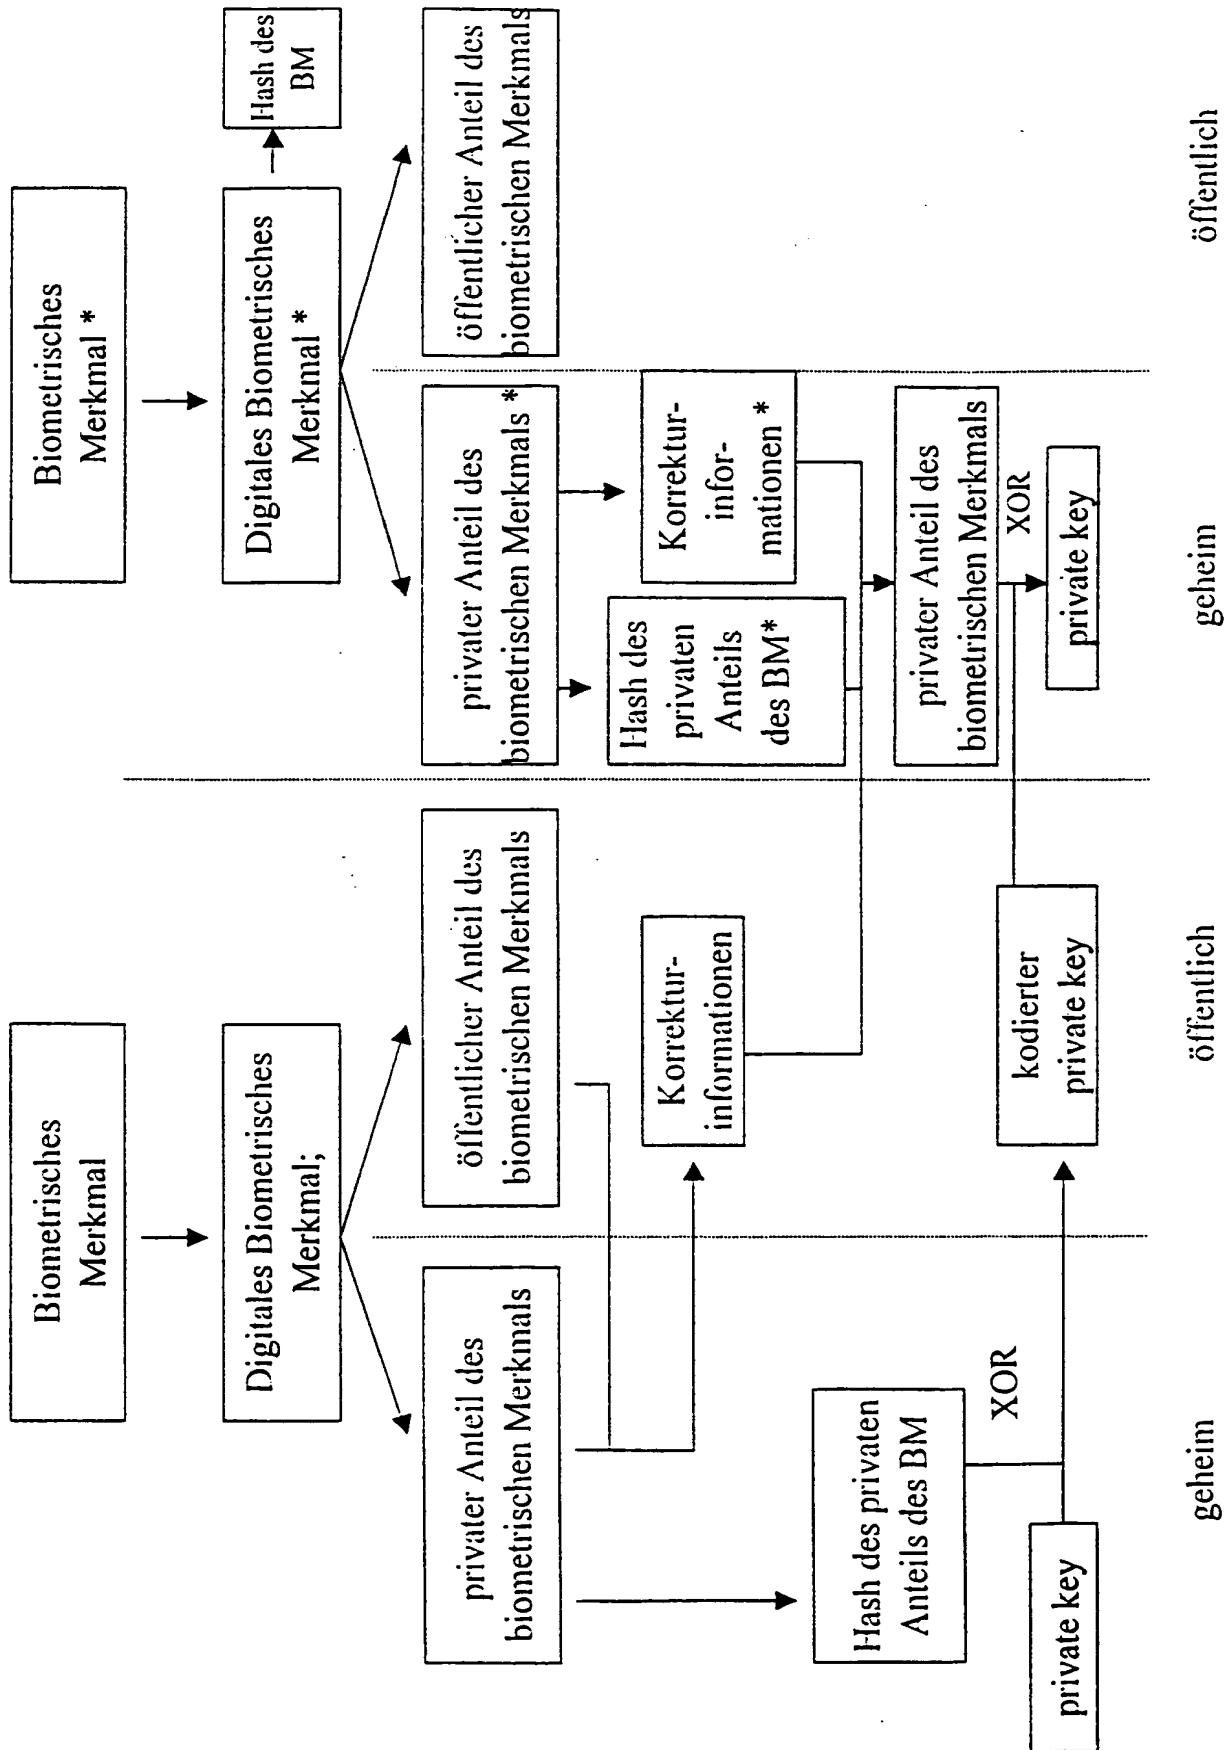 Biometrisches
Merkmal
Digitales Biometrisches
Merkmal;
privater Anteil des
biometrischen Merkmals
öffentlicher Anteil des
biometrischen Merkmals
Korrektur-
informationen
Hash des privaten
Anteils des BM
XOR
private key
kodierter
private key
geheim
öffentlich
Biometrisches
Merkmal *
Digitales Biometrisches
Merkmal *
Hash des
BM
privater Anteil des
biometrischen Merkmals *
öffentlicher Anteil des
biometrischen Merkmals
Hash des
privaten
Anteils
des BM*
Korrektur-
infor-
mationen *
privater Anteil des
biometrischen Merkmals
XOR
private key
geheim
öffentlich